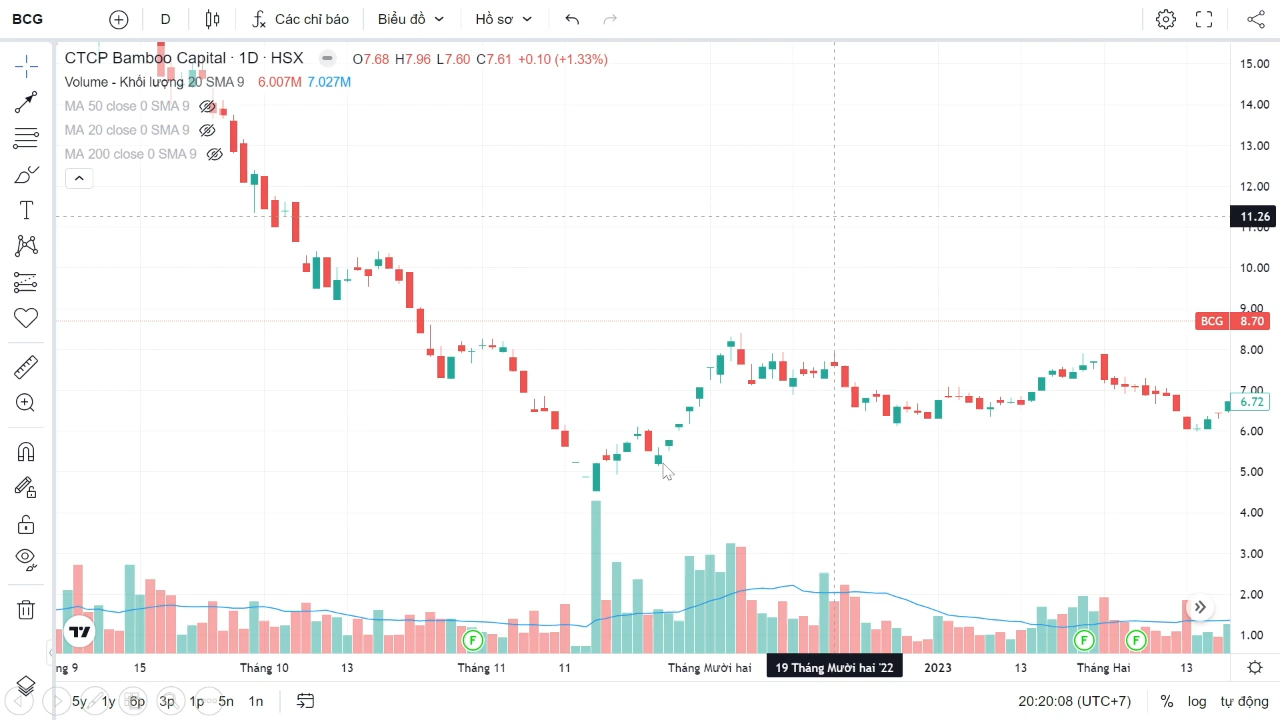 BCG D Các chỉ báo Biểu đồ Hồ sơ
CTCP Bamboo Capital · 1D · HSX O7.68 H7.96 L7.60 C7.61 +0.10 (+1.33%)
Volume - Khối lượng 20 SMA 9 6.007M 7.027M
MA 50 close 0 SMA 9
MA 20 close 0 SMA 9
MA 200 close 0 SMA 9
15.00
14.00
13.00
12.00
11.26
11.00
10.00
9.00
BCG 8.70
8.00
7.00
6.72
6.00
5.00
4.00
3.00
2.00
1.00
F F F
ng 9 15 Tháng 10 13 Tháng 11 11 Tháng Mười hai 19 Tháng Mười hai '22 2023 13 Tháng Hai 13
5y 1y 6p 3p 1p 5n 1n 20:20:08 (UTC+7) % log tự động